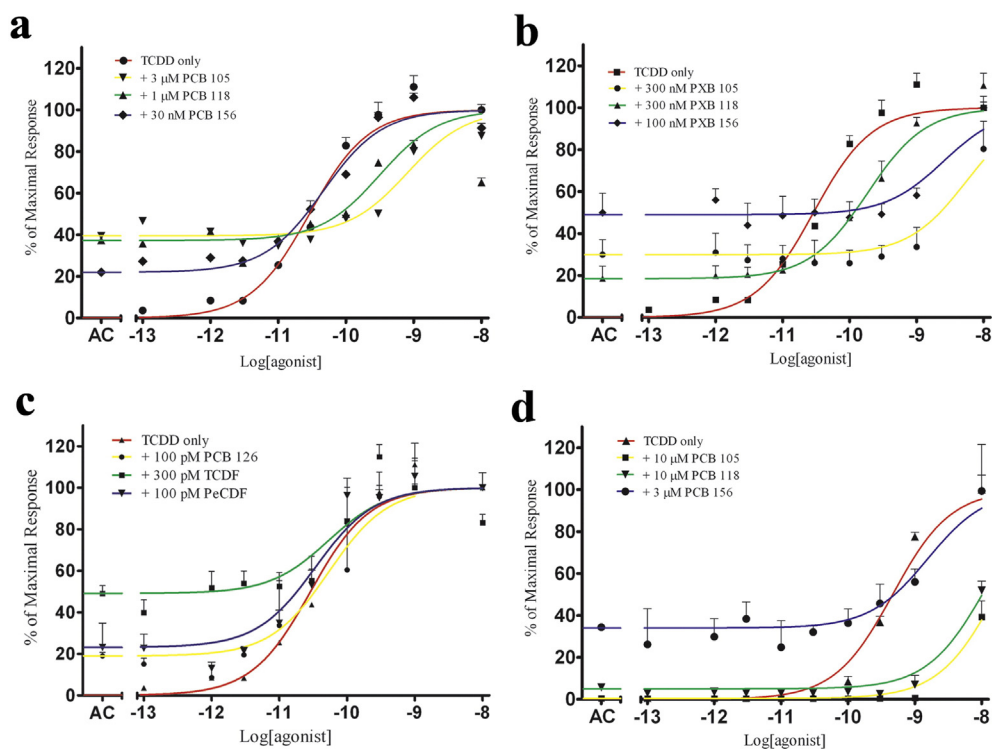 a
TCDD only
+ 3 μM PCB 105
+ 1 μM PCB 118
+ 30 nM PCB 156
% of Maximal Response
120
100
80
60
40
20
0
AC -13 -12 -11 -10 -9 -8
Log[agonist]
b
TCDD only
+ 300 nM PXB 105
+ 300 nM PXB 118
+ 100 nM PXB 156
% of Maximal Response
120
100
80
60
40
20
0
AC -13 -12 -11 -10 -9 -8
Log[agonist]
c
TCDD only
+ 100 pM PCB 126
+ 300 pM TCDF
+ 100 pM PeCDF
% of Maximal Response
120
100
80
60
40
20
0
AC -13 -12 -11 -10 -9 -8
Log[agonist]
d
TCDD only
+ 10 μM PCB 105
+ 10 μM PCB 118
+ 3 μM PCB 156
% of Maximal Response
120
100
80
60
40
20
0
AC -13 -12 -11 -10 -9 -8
Log[agonist]